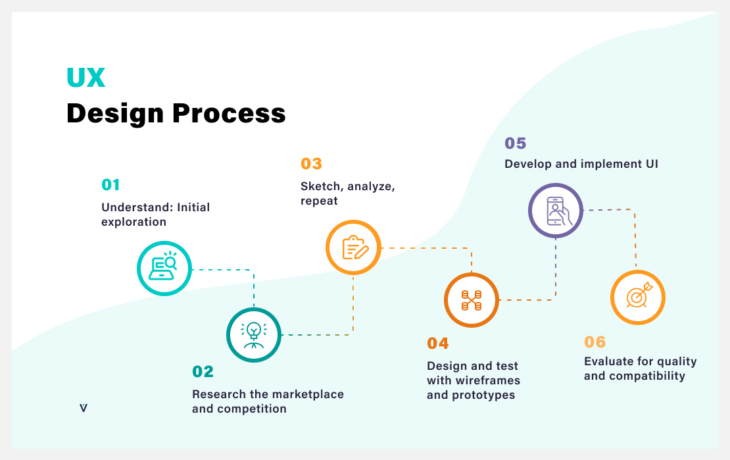 UX
Design Process
01
Understand: Initial
exploration
02
Research the marketplace
and competition
03
Sketch, analyze,
repeat
04
Design and test
with wireframes
and prototypes
05
Develop and implement UI
06
Evaluate for quality
and compatibility
V